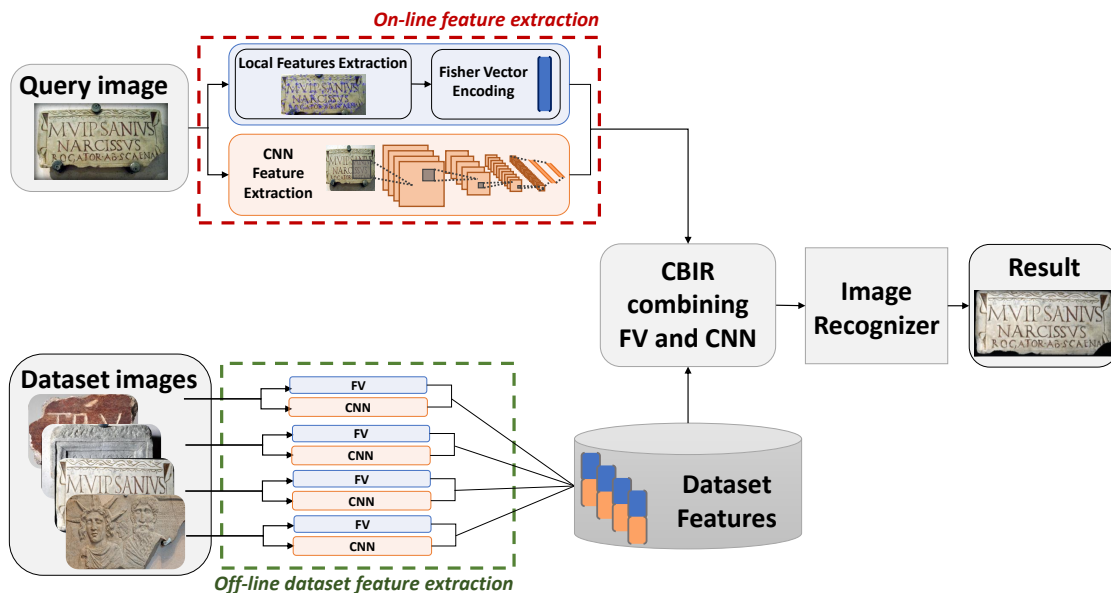 On-line feature extraction
Query image
MVIPSANIVS
NARCISSVS
ROGATOR·AB·SCAENA
Local Features Extraction
MVIPSANIVS
NARCISSVS
Fisher Vector
Encoding
CNN
Feature
Extraction
CBIR
combining
FV and CNN
Image
Recognizer
Result
MVIPSANIVS
NARCISSVS
ROGATOR·AB·SCAENA
Dataset images
MVIPSANIVS
FV
CNN
FV
CNN
FV
CNN
FV
CNN
Dataset
Features
Off-line dataset feature extraction